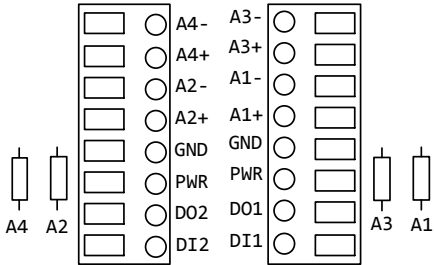 A4- A3-
A4+ A3+
A2- A1-
A2+ A1+
GND GND
PWR PWR
DO2 DO1
DI2 DI1
A4 A2 A3 A1